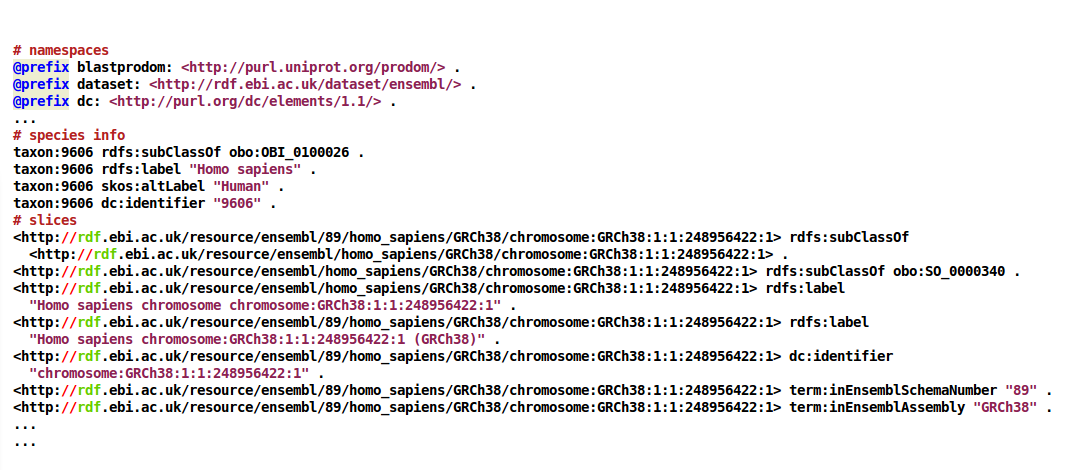 # namespaces
@prefix blastprodom: <http://purl.uniprot.org/prodom/> .
@prefix dataset: <http://rdf.ebi.ac.uk/dataset/ensembl/> .
@prefix dc: <http://purl.org/dc/elements/1.1/> .
...
# species info
taxon:9606 rdfs:subClassOf obo:OBI_0100026 .
taxon:9606 rdfs:label "Homo sapiens" .
taxon:9606 skos:altLabel "Human" .
taxon:9606 dc:identifier "9606" .
# slices
<http://rdf.ebi.ac.uk/resource/ensembl/89/homo_sapiens/GRCh38/chromosome:GRCh38:1:1:248956422:1> rdfs:subClassOf
  <http://rdf.ebi.ac.uk/resource/ensembl/homo_sapiens/GRCh38/chromosome:GRCh38:1:1:248956422:1> .
<http://rdf.ebi.ac.uk/resource/ensembl/homo_sapiens/GRCh38/chromosome:GRCh38:1:1:248956422:1> rdfs:subClassOf obo:SO_0000340 .
<http://rdf.ebi.ac.uk/resource/ensembl/homo_sapiens/GRCh38/chromosome:GRCh38:1:1:248956422:1> rdfs:label
  "Homo sapiens chromosome chromosome:GRCh38:1:1:248956422:1" .
<http://rdf.ebi.ac.uk/resource/ensembl/89/homo_sapiens/GRCh38/chromosome:GRCh38:1:1:248956422:1> rdfs:label
  "Homo sapiens chromosome:GRCh38:1:1:248956422:1 (GRCh38)" .
<http://rdf.ebi.ac.uk/resource/ensembl/89/homo_sapiens/GRCh38/chromosome:GRCh38:1:1:248956422:1> dc:identifier
  "chromosome:GRCh38:1:1:248956422:1" .
<http://rdf.ebi.ac.uk/resource/ensembl/89/homo_sapiens/GRCh38/chromosome:GRCh38:1:1:248956422:1> term:inEnsemblSchemaNumber "89" .
<http://rdf.ebi.ac.uk/resource/ensembl/89/homo_sapiens/GRCh38/chromosome:GRCh38:1:1:248956422:1> term:inEnsemblAssembly "GRCh38" .
...
...